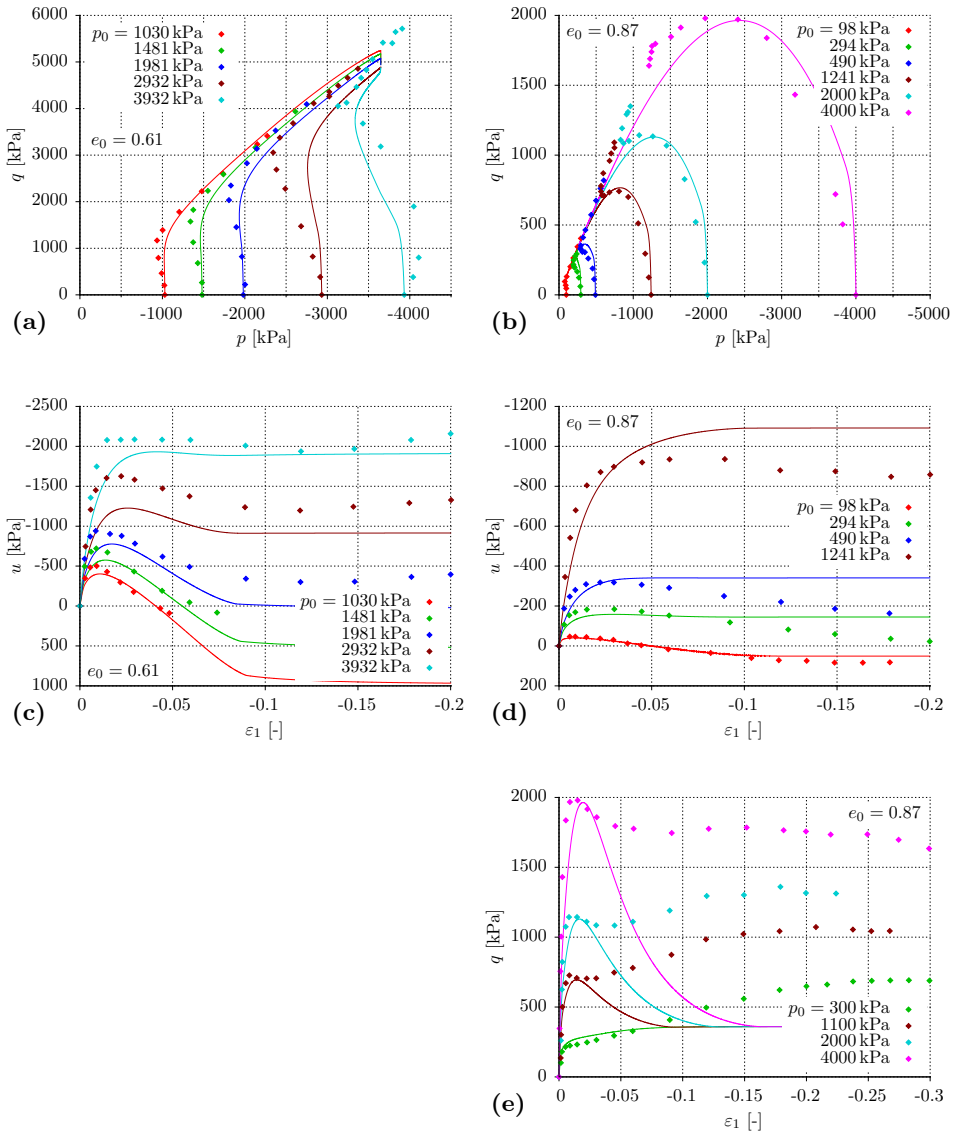 6000
5000
4000
3000
2000
1000
0
q [kPa]
p₀ = 1030 kPa
1481 kPa
1981 kPa
2932 kPa
3932 kPa
e₀ = 0.61
0
-1000
-2000
-3000
-4000
p [kPa]
(a)
2000
1500
1000
500
0
q [kPa]
e₀ = 0.87
p₀ = 98 kPa
294 kPa
490 kPa
1241 kPa
2000 kPa
4000 kPa
0
-1000
-2000
-3000
-4000
-5000
p [kPa]
(b)
-2500
-2000
-1500
-1000
-500
0
500
1000
u [kPa]
p₀ = 1030 kPa
1481 kPa
1981 kPa
2932 kPa
3932 kPa
e₀ = 0.61
0
-0.05
-0.1
-0.15
-0.2
ε₁ [-]
(c)
-1200
-1000
-800
-600
-400
-200
0
200
u [kPa]
e₀ = 0.87
p₀ = 98 kPa
294 kPa
490 kPa
1241 kPa
0
-0.05
-0.1
-0.15
-0.2
ε₁ [-]
(d)
2000
1500
1000
500
0
q [kPa]
e₀ = 0.87
p₀ = 300 kPa
1100 kPa
2000 kPa
4000 kPa
0
-0.05
-0.1
-0.15
-0.2
-0.25
-0.3
ε₁ [-]
(e)